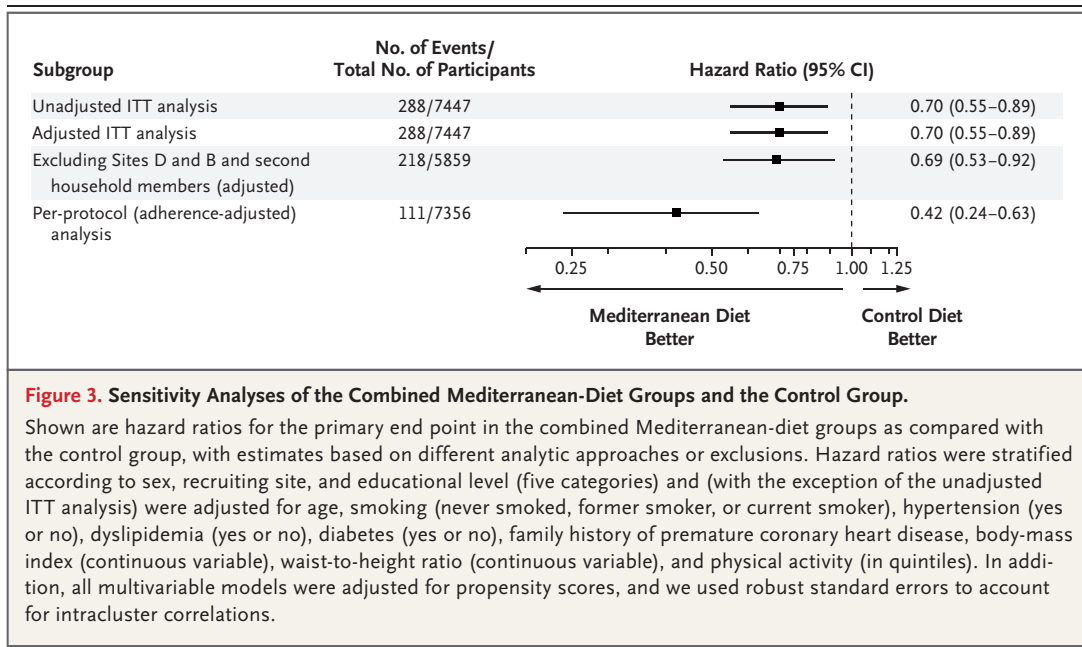 Subgroup
No. of Events/
Total No. of Participants
Hazard Ratio (95% CI)
Unadjusted ITT analysis 288/7447 0.70 (0.55–0.89)
Adjusted ITT analysis 288/7447 0.70 (0.55–0.89)
Excluding Sites D and B and second 218/5859 0.69 (0.53–0.92)
household members (adjusted)
Per-protocol (adherence-adjusted) 111/7356 0.42 (0.24–0.63)
analysis
0.25 0.50 0.75 1.00 1.25
Mediterranean Diet
Better
Control Diet
Better
Figure 3. Sensitivity Analyses of the Combined Mediterranean-Diet Groups and the Control Group.
Shown are hazard ratios for the primary end point in the combined Mediterranean-diet groups as compared with
the control group, with estimates based on different analytic approaches or exclusions. Hazard ratios were stratified
according to sex, recruiting site, and educational level (five categories) and (with the exception of the unadjusted
ITT analysis) were adjusted for age, smoking (never smoked, former smoker, or current smoker), hypertension (yes
or no), dyslipidemia (yes or no), diabetes (yes or no), family history of premature coronary heart disease, body-mass
index (continuous variable), waist-to-height ratio (continuous variable), and physical activity (in quintiles). In addi-
tion, all multivariable models were adjusted for propensity scores, and we used robust standard errors to account
for intracluster correlations.